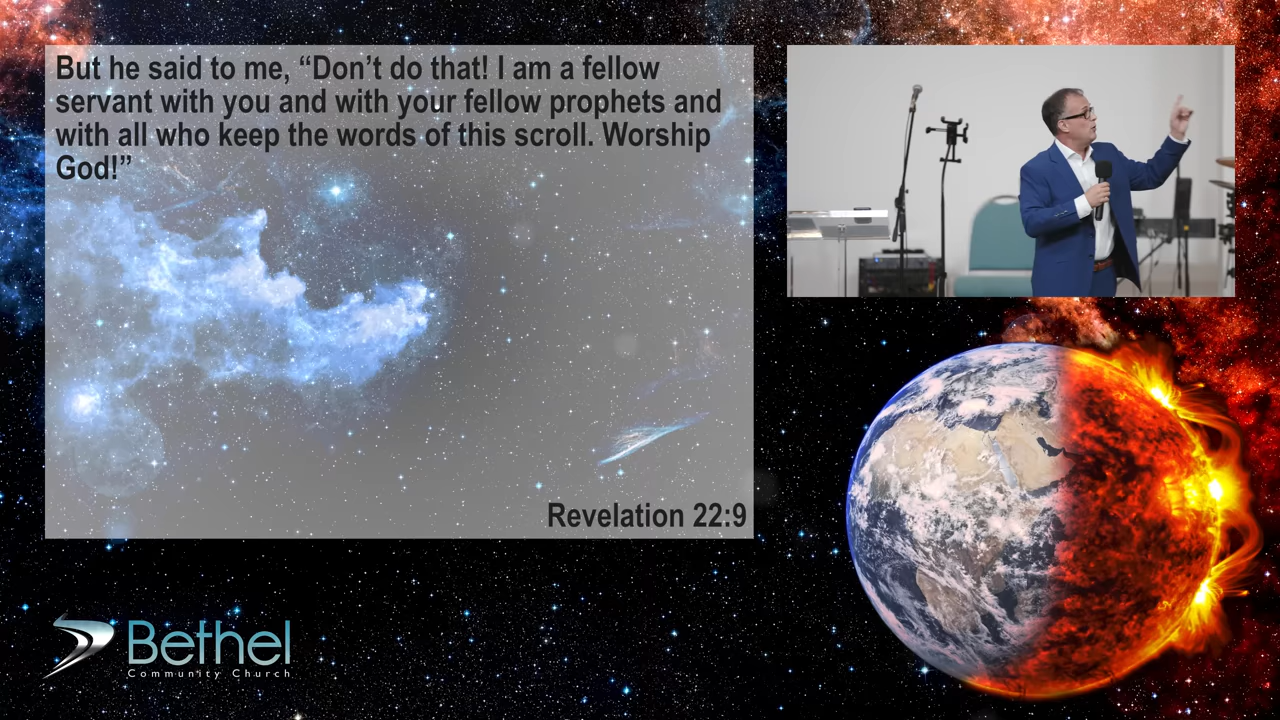 But he said to me, “Don’t do that! I am a fellow
servant with you and with your fellow prophets and
with all who keep the words of this scroll. Worship
God!”
Revelation 22:9
Bethel
Community Church